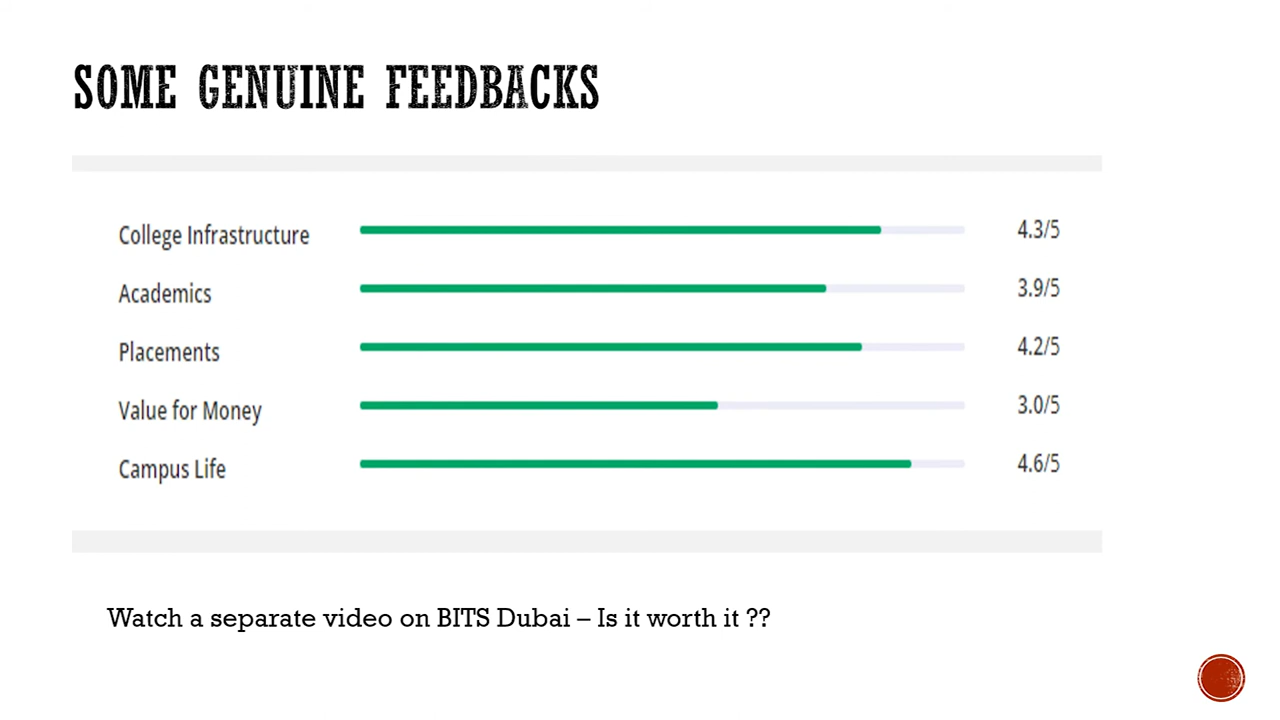 SOME GENUINE FEEDBACKS
College Infrastructure 4.3/5
Academics 3.9/5
Placements 4.2/5
Value for Money 3.0/5
Campus Life 4.6/5
Watch a separate video on BITS Dubai – Is it worth it ??